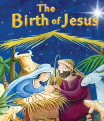 The
Birth of Jesus